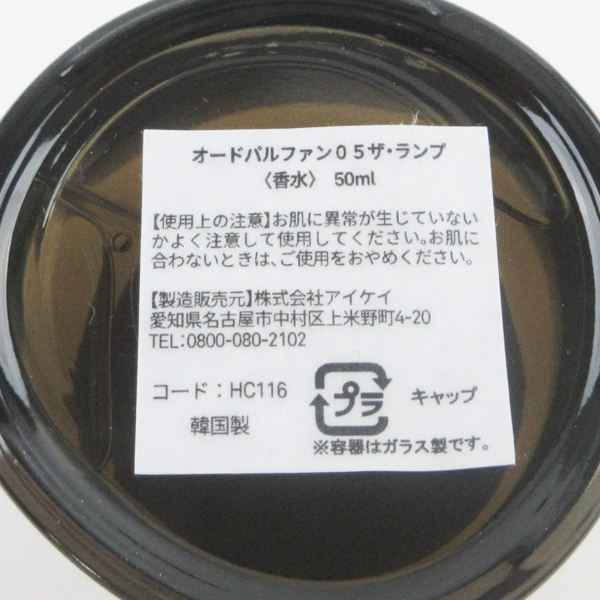 オードパルファン05ザ・ランプ
〈香水〉 50ml
【使用上の注意】お肌に異常が生じていない
かよく注意して使用してください。お肌に
合わないときは、ご使用をおやめください。
【製造販売元】株式会社アイケイ
愛知県名古屋市中村区上米野町4-20
TEL:0800-080-2102
コード：HC116
韓国製
プラ
キャップ
※容器はガラス製です。